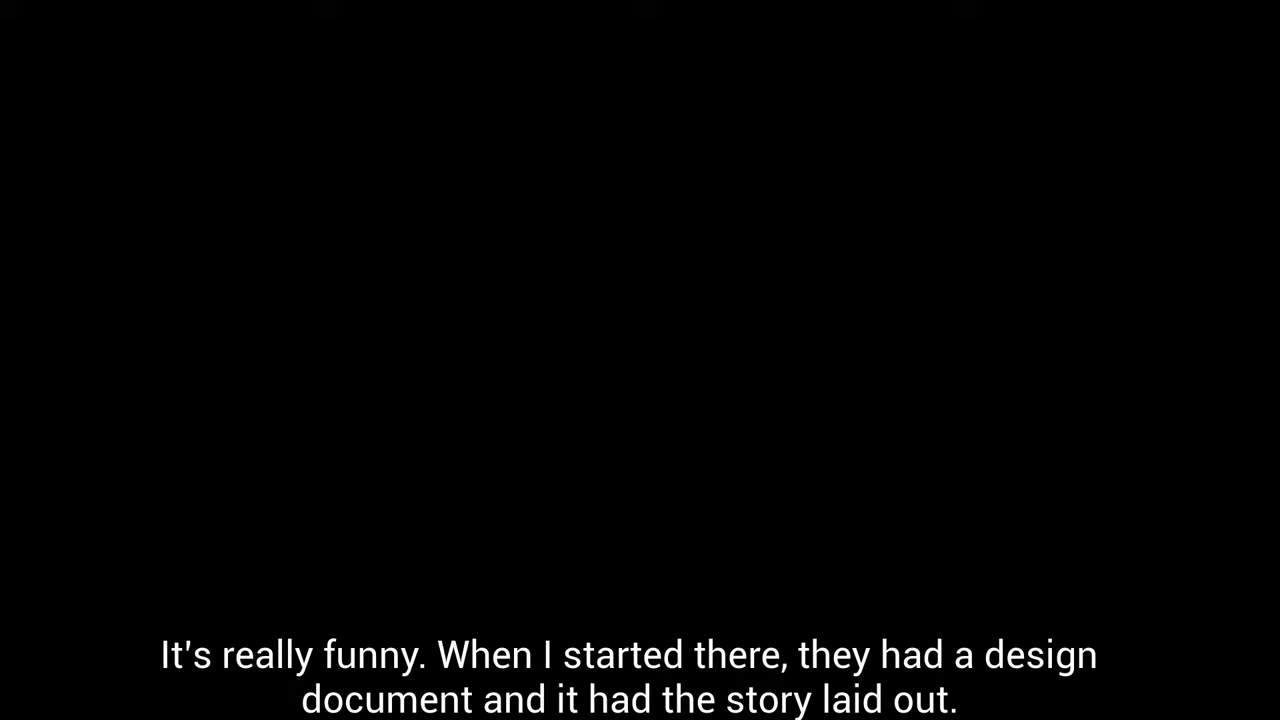 It's really funny. When I started there, they had a design
document and it had the story laid out.